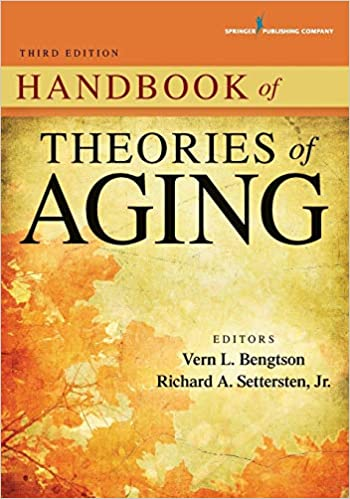 SPRINGER PUBLISHING COMPANY
THIRD EDITION
HANDBOOK of
THEORIES of
AGING
EDITORS
Vern L. Bengtson
Richard A. Settersten, Jr.